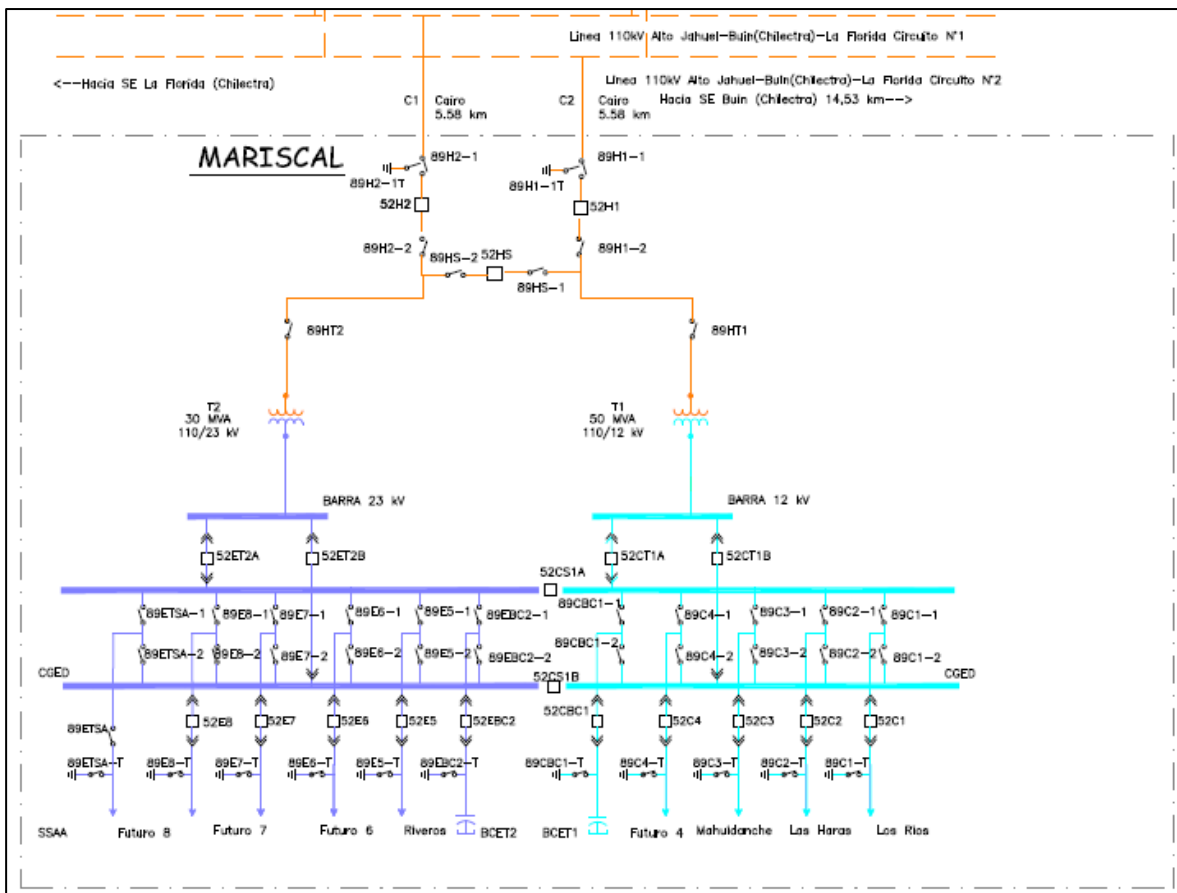 Linea 110kV Alto Jahuel-Buin(Chilectra)-La Florida Circuito N°1
<--Hacia SE La Florida (Chilectra)
Linea 110kV Alto Jahuel-Buin(Chilectra)-La Florida Circuito N°2
Hacia SE Buin (Chilectra) 14,53 km-->
C1
Cairo
5.58 km
C2
Cairo
5.58 km
MARISCAL
89H2-1
89H2-1T
52H2
89H2-2
89H1-1
89H1-1T
52H1
89H1-2
89HS-2
52HS
89HS-1
89HT2
89HT1
T2
30 MVA
110/23 kV
T1
50 MVA
110/12 kV
BARRA 23 kV
BARRA 12 kV
52ET2A
52ET2B
52CT1A
52CT1B
52CS1A
89ETSA-1
89E8-1
89E7-1
89E6-1
89E5-1
89EBC2-1
89CBC1-1
89C4-1
89C3-1
89C2-1
89C1-1
89ETSA-2
89E8-2
89E7-2
89E6-2
89E5-2
89EBC2-2
89CBC1-2
89C4-2
89C3-2
89C2-2
89C1-2
CGED
52CS1B
CGED
89ETSA
52E8
52E7
52E6
52E5
52EBC2
52CBC1
52C4
52C3
52C2
52C1
89ETSA-T
89E8-T
89E7-T
89E6-T
89E5-T
89EBC2-T
89CBC1-T
89C4-T
89C3-T
89C2-T
89C1-T
SSAA
Futuro 8
Futuro 7
Futuro 6
Riveros
BCET2
BCET1
Futuro 4
Mahuidanche
Las Haras
Los Rios